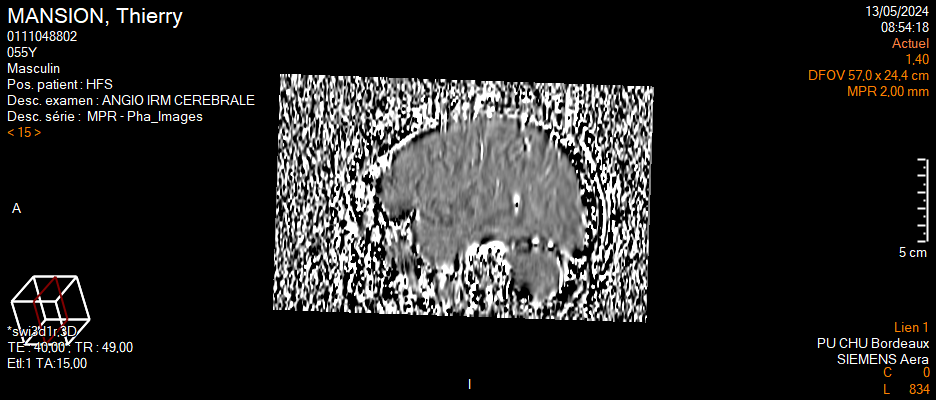 MANSION, Thierry
0111048802
055Y
Masculin
Pos. patient : HFS
Desc. examen : ANGIO IRM CEREBRALE
Desc. série : MPR - Pha_Images
< 15 >
13/05/2024
08:54:18
Actuel
1,40
DFOV 57,0 x 24,4 cm
MPR 2,00 mm
A
5 cm
*swi3d1r.3D
TE : 40,00 ; TR : 49,00
Etl:1 TA:15,00
I
Lien 1
PU CHU Bordeaux
SIEMENS Aera
C 0
L 834